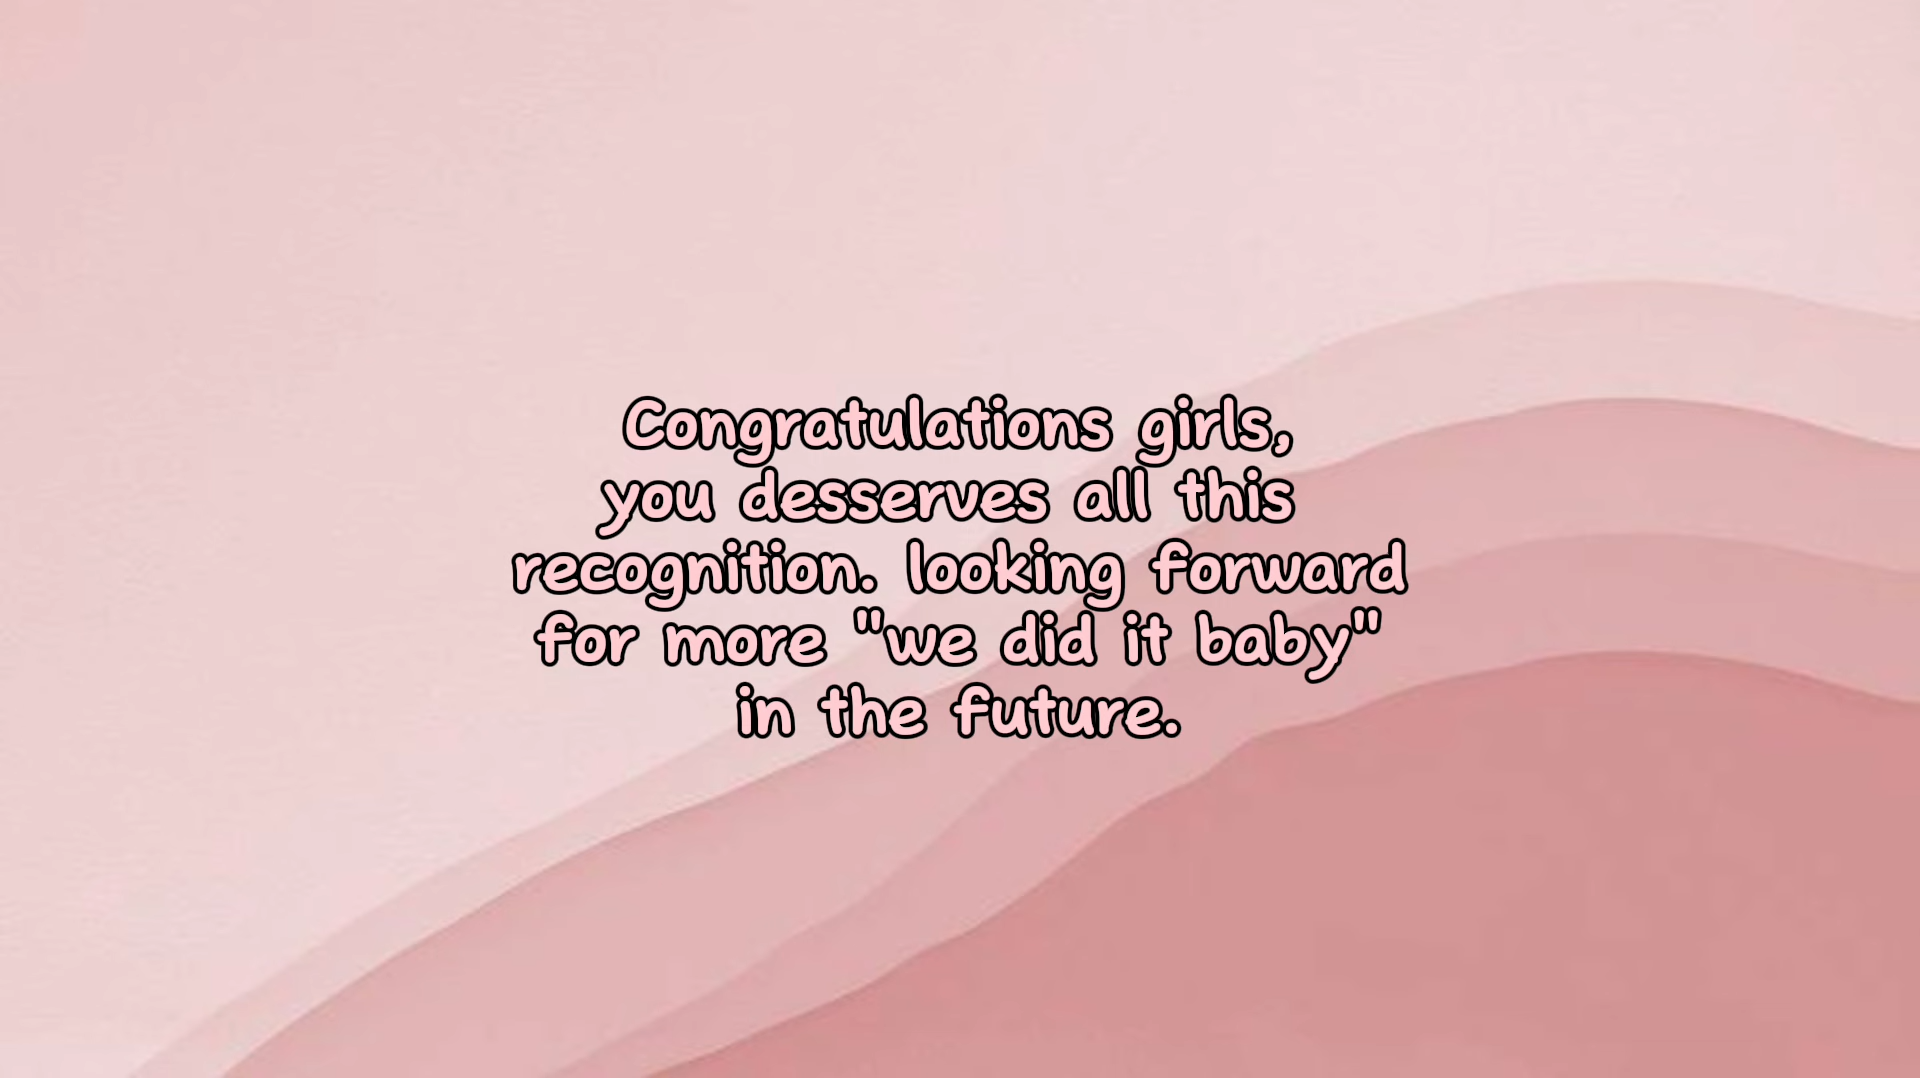 Congratulations girls,
you desserves all this
recognition. looking forward
for more "we did it baby"
in the future.